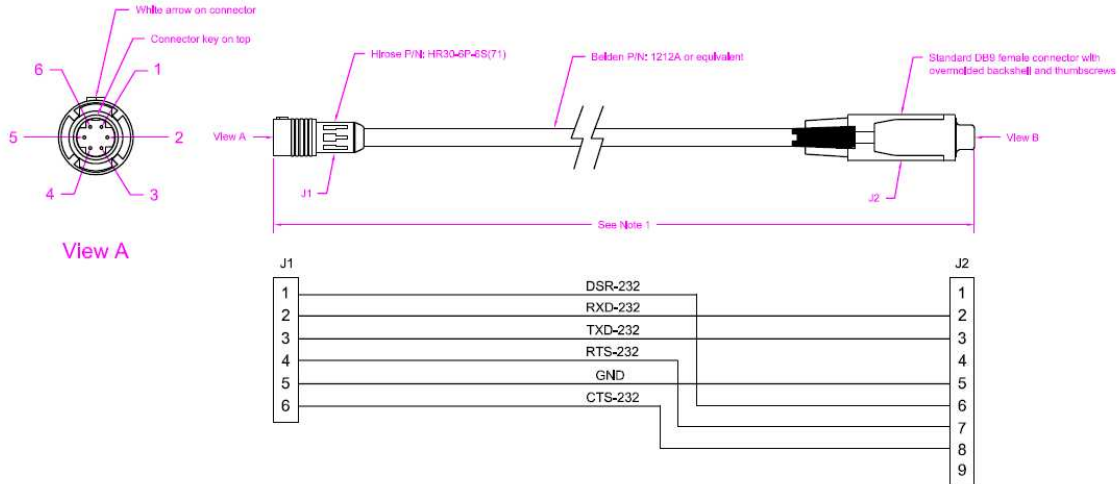 White arrow on connector
Connector key on top
6
1
5
2
4
3
View A
Hirose P/N: HR30-6P-6S(71)
Belden P/N: 1212A or equivalent
Standard DB9 female connector with
overmolded backshell and thumbscrews
View A
View B
J1
J2
See Note 1
J1
J2
1
DSR-232
1
2
RXD-232
2
3
TXD-232
3
4
RTS-232
4
5
GND
5
6
CTS-232
6
7
8
9